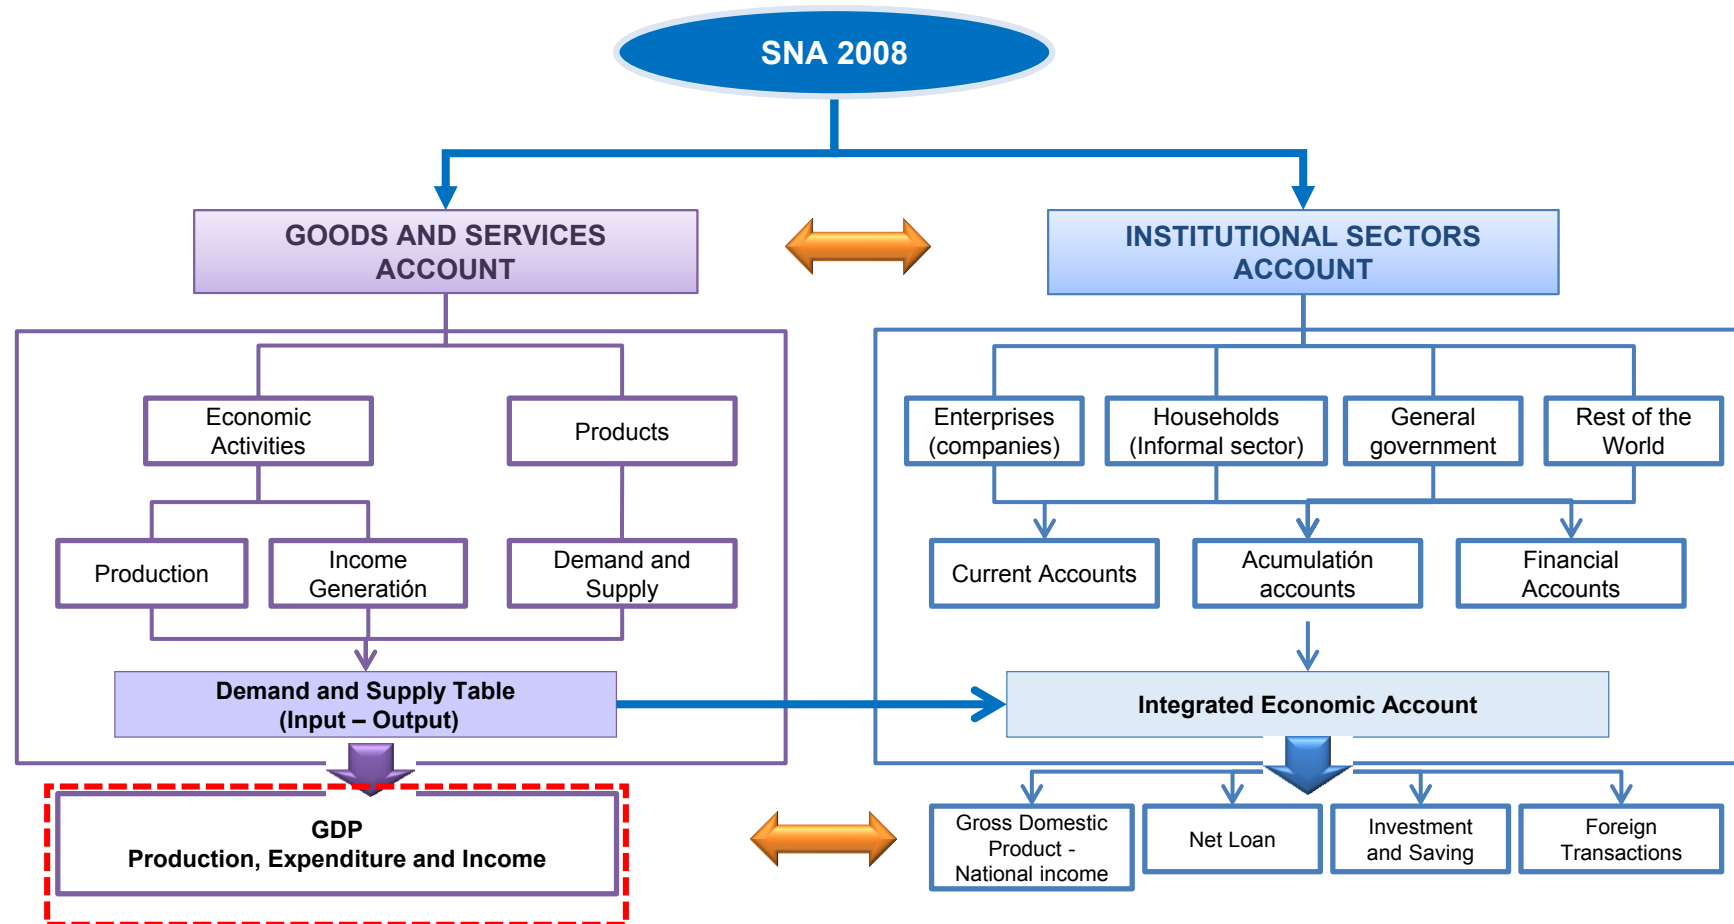 SNA 2008
GOODS AND SERVICES
ACCOUNT
INSTITUTIONAL SECTORS
ACCOUNT
Economic
Activities
Products
Enterprises
(companies)
Households
(Informal sector)
General
government
Rest of the
World
Production
Income
Generatión
Demand and
Supply
Current Accounts
Acumulatión
accounts
Financial
Accounts
Demand and Supply Table
(Input – Output)
Integrated Economic Account
GDP
Production, Expenditure and Income
Gross Domestic
Product -
National income
Net Loan
Investment
and Saving
Foreign
Transactions